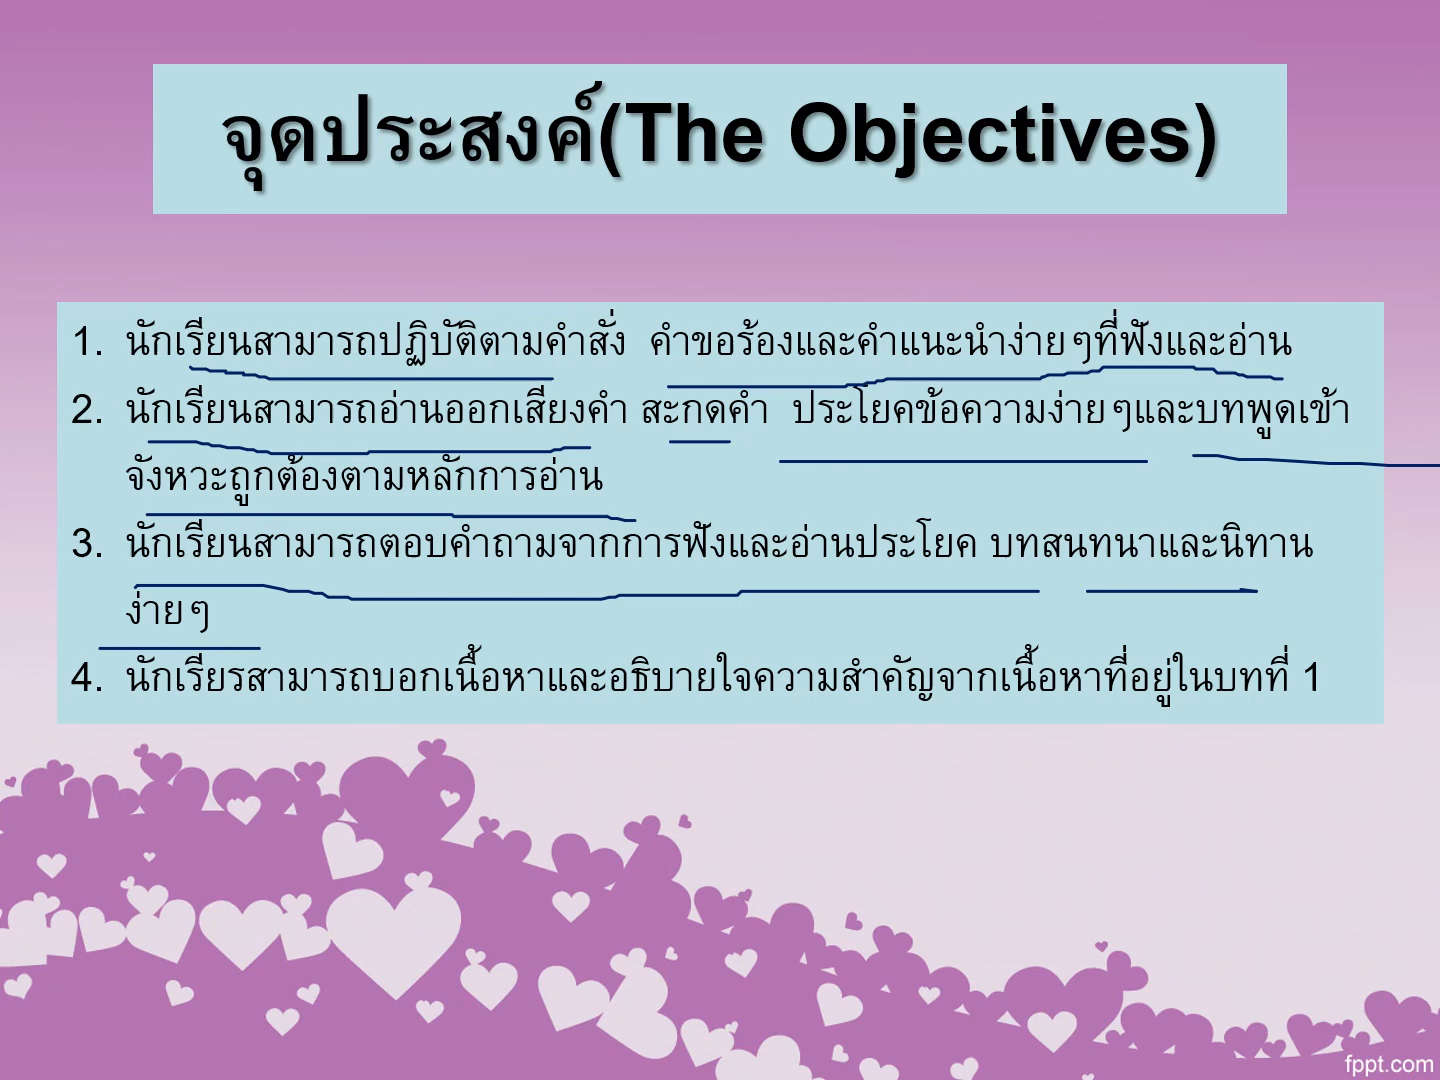 จุดประสงค์(The Objectives)
1. นักเรียนสามารถปฏิบัติตามคำสั่ง คำขอร้องและคำแนะนำง่ายๆที่ฟังและอ่าน
2. นักเรียนสามารถอ่านออกเสียงคำ สะกดคำ ประโยคข้อความง่ายๆและบทพูดเข้า
จังหวะถูกต้องตามหลักการอ่าน
3. นักเรียนสามารถตอบคำถามจากการฟังและอ่านประโยค บทสนทนาและนิทาน
ง่ายๆ
4. นักเรียรสามารถบอกเนื้อหาและอธิบายใจความสำคัญจากเนื้อหาที่อยู่ในบทที่ 1
fppt.com